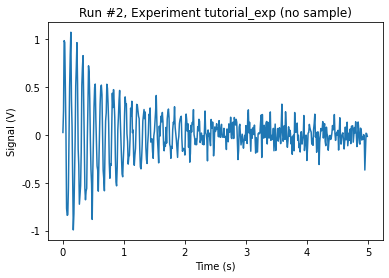 Run #2, Experiment tutorial_exp (no sample)
Signal (V)
1
0.5
0
-0.5
-1
0 1 2 3 4 5
Time (s)